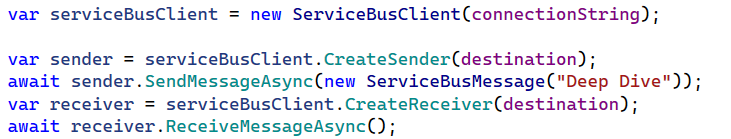 var serviceBusClient = new ServiceBusClient(connectionString);
var sender = serviceBusClient.CreateSender(destination);
await sender.SendMessageAsync(new ServiceBusMessage("Deep Dive"));
var receiver = serviceBusClient.CreateReceiver(destination);
await receiver.ReceiveMessageAsync();